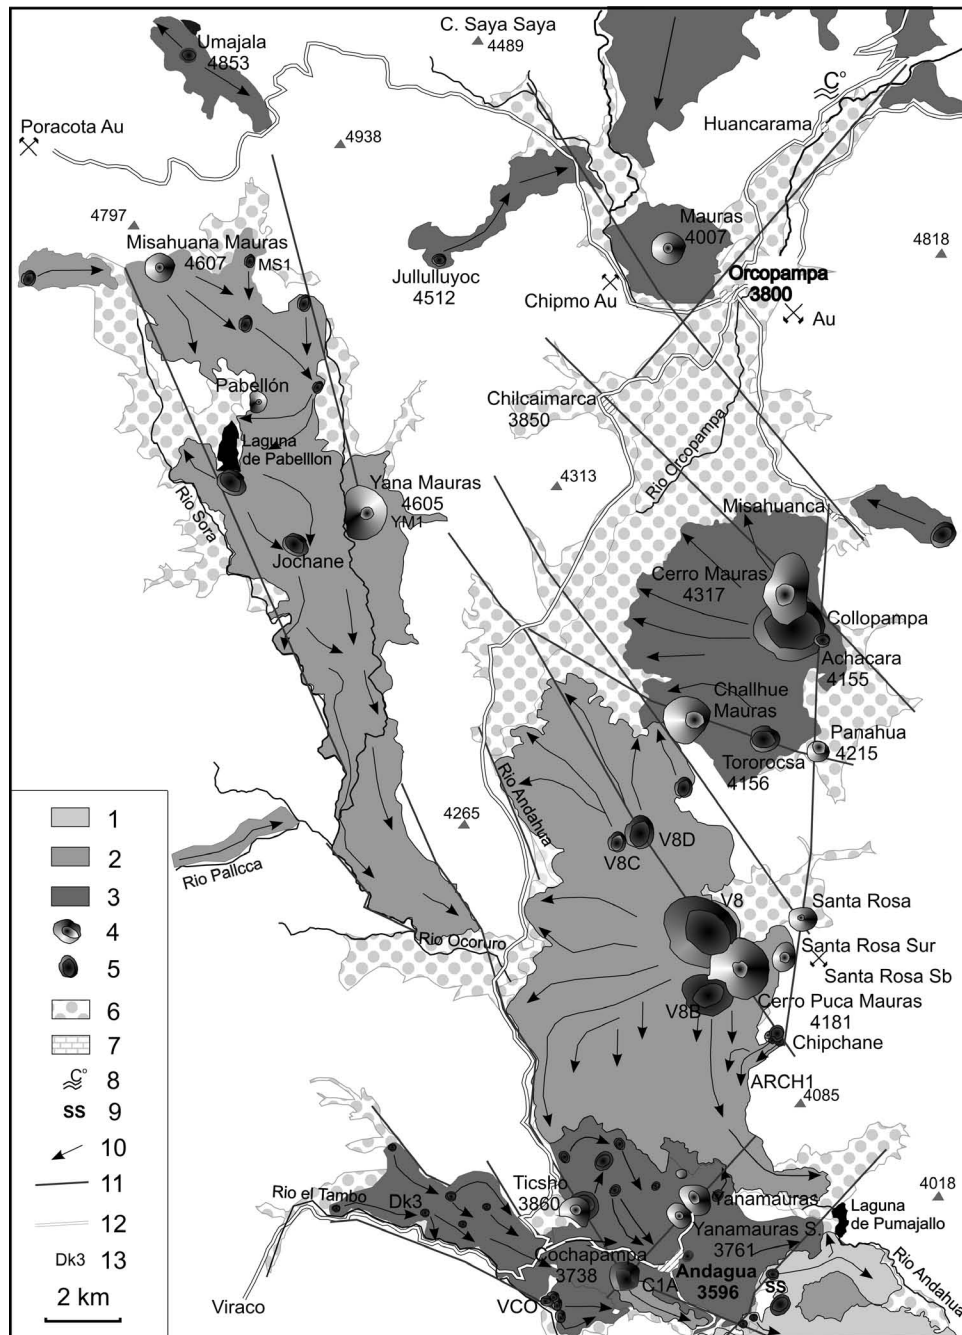 C. Saya Saya
4489
Umajala
4853
C°
Huancarama
Poracota Au
4938
4797
Misahuana Mauras
4607
MS1
Mauras
4007
4818
Jullulluyoc
4512
Orcopampa
3800
Chipmo Au
Au
Pabellón
Chilcaimarca
3850
Laguna
de Pabelllon
Rio Orcopampa
4313
Rio Sora
Yana Mauras
4605
YM1
Misahuanca
Jochane
Cerro Mauras
4317
Collopampa
Achacara
4155
Challhue
Mauras
Panahua
4215
Tororocsa
4156
Rio Andahua
4265
V8C
V8D
Rio Pallcca
V8
Santa Rosa
Rio Ocoruro
Santa Rosa Sur
Santa Rosa Sb
V8B
Cerro Puca Mauras
4181
Chipchane
ARCH1
4085
1
2
3
4
5
6
7
C° 8
ss 9
10
11
12
Dk3 13
2 km
Rio el Tambo
Dk3
Ticsho
3860
Yanamauras
4018
Laguna
de Pumajallo
Yanamauras S.
3761
Cochapampa
3738
C1A
Andagua
3596
ss
Rio Andahua
Viraco
VCO